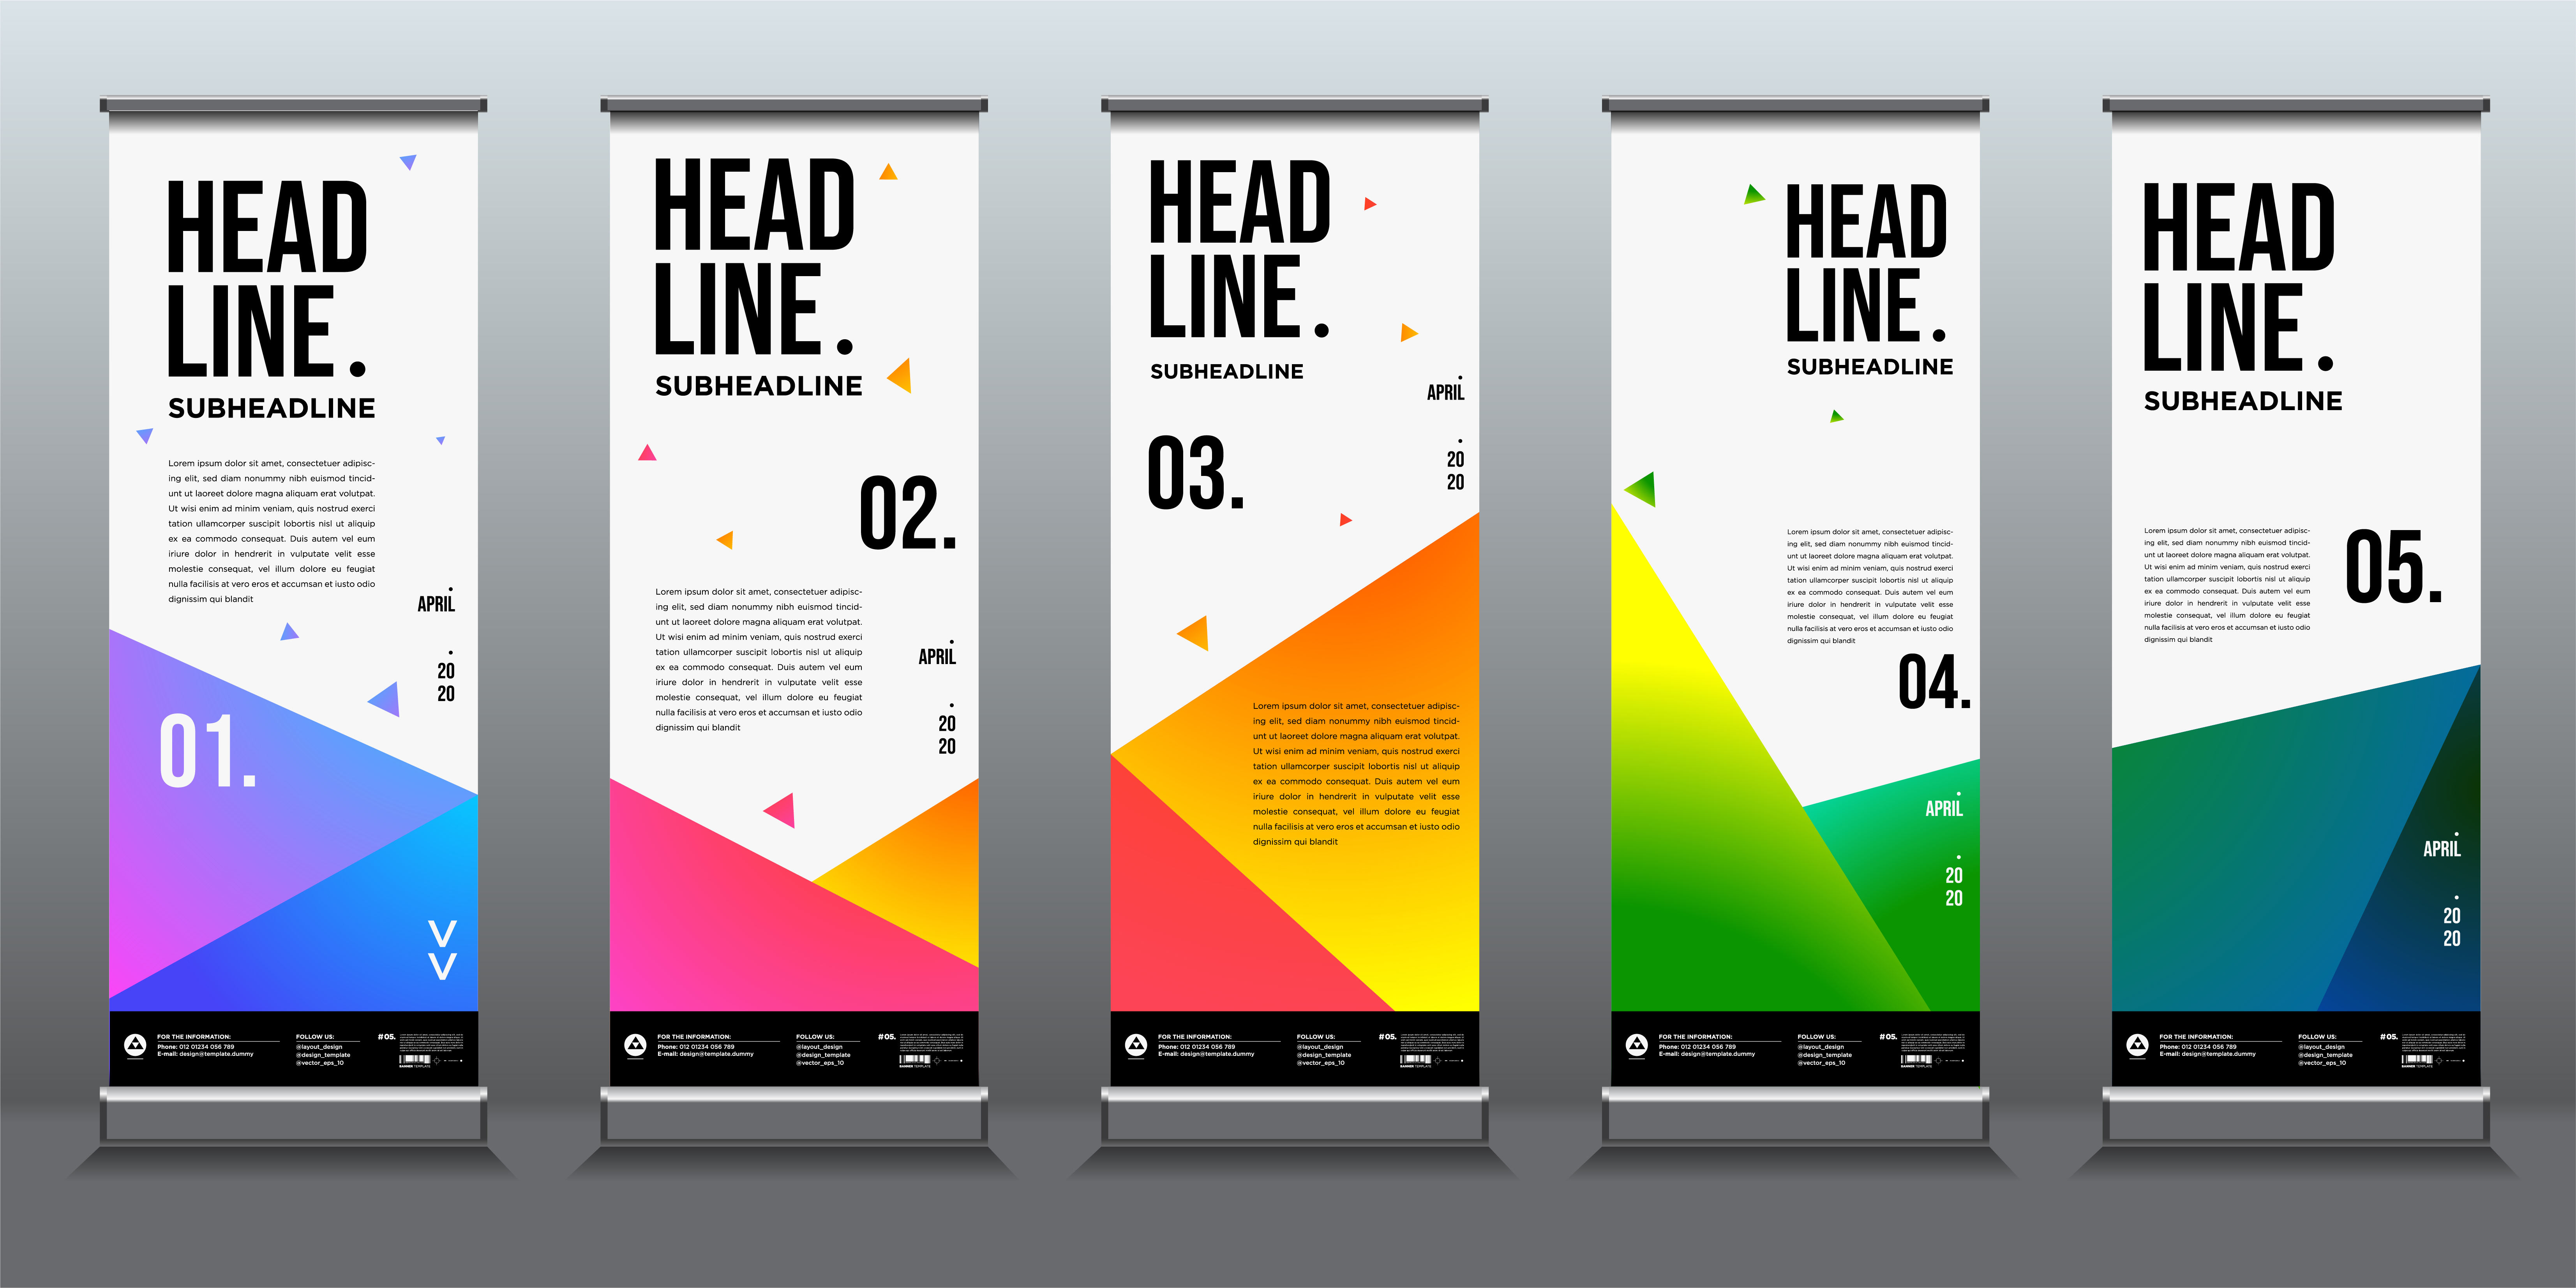 HEAD
LINE.
SUBHEADLINE
Lorem ipsum dolor sit amet, consectetuer adipisc-
ing elit, sed diam nonummy nibh euismod tincid-
unt ut laoreet dolore magna aliquam erat volutpat.
Ut wisi enim ad minim veniam, quis nostrud exerci
tation ullamcorper suscipit lobortis nisl ut aliquip
ex ea commodo consequat. Duis autem vel eum
iriure dolor in hendrerit in vulputate velit esse
molestie consequat, vel illum dolore eu feugiat
nulla facilisis at vero eros et accumsan et iusto odio
dignissim qui blandit
APRIL
20
20
01.
FOR THE INFORMATION:
Phone: 012 01234 056 789
E-mail: design@template.dummy
FOLLOW US:
@layout_design
@design_template
@vector_eps_10
#05.
BANNER TEMPLATE
HEAD
LINE.
SUBHEADLINE
02.
Lorem ipsum dolor sit amet, consectetuer adipisc-
ing elit, sed diam nonummy nibh euismod tincid-
unt ut laoreet dolore magna aliquam erat volutpat.
Ut wisi enim ad minim veniam, quis nostrud exerci
tation ullamcorper suscipit lobortis nisl ut aliquip
ex ea commodo consequat. Duis autem vel eum
iriure dolor in hendrerit in vulputate velit esse
molestie consequat, vel illum dolore eu feugiat
nulla facilisis at vero eros et accumsan et iusto odio
dignissim qui blandit
APRIL
20
20
FOR THE INFORMATION:
Phone: 012 01234 056 789
E-mail: design@template.dummy
FOLLOW US:
@layout_design
@design_template
@vector_eps_10
#05.
BANNER TEMPLATE
HEAD
LINE.
SUBHEADLINE
APRIL
20
20
03.
Lorem ipsum dolor sit amet, consectetuer adipisc-
ing elit, sed diam nonummy nibh euismod tincid-
unt ut laoreet dolore magna aliquam erat volutpat.
Ut wisi enim ad minim veniam, quis nostrud exerci
tation ullamcorper suscipit lobortis nisl ut aliquip
ex ea commodo consequat. Duis autem vel eum
iriure dolor in hendrerit in vulputate velit esse
molestie consequat, vel illum dolore eu feugiat
nulla facilisis at vero eros et accumsan et iusto odio
dignissim qui blandit
FOR THE INFORMATION:
Phone: 012 01234 056 789
E-mail: design@template.dummy
FOLLOW US:
@layout_design
@design_template
@vector_eps_10
#05.
BANNER TEMPLATE
HEAD
LINE.
SUBHEADLINE
Lorem ipsum dolor sit amet, consectetuer adipisc-
ing elit, sed diam nonummy nibh euismod tincid-
unt ut laoreet dolore magna aliquam erat volutpat.
Ut wisi enim ad minim veniam, quis nostrud exerci
tation ullamcorper suscipit lobortis nisl ut aliquip
ex ea commodo consequat. Duis autem vel eum
iriure dolor in hendrerit in vulputate velit esse
molestie consequat, vel illum dolore eu feugiat
nulla facilisis at vero eros et accumsan et iusto odio
dignissim qui blandit
04.
APRIL
20
20
FOR THE INFORMATION:
Phone: 012 01234 056 789
E-mail: design@template.dummy
FOLLOW US:
@layout_design
@design_template
@vector_eps_10
#05.
BANNER TEMPLATE
HEAD
LINE.
SUBHEADLINE
Lorem ipsum dolor sit amet, consectetuer adipisc-
ing elit, sed diam nonummy nibh euismod tincid-
unt ut laoreet dolore magna aliquam erat volutpat.
Ut wisi enim ad minim veniam, quis nostrud exerci
tation ullamcorper suscipit lobortis nisl ut aliquip
ex ea commodo consequat. Duis autem vel eum
iriure dolor in hendrerit in vulputate velit esse
molestie consequat, vel illum dolore eu feugiat
nulla facilisis at vero eros et accumsan et iusto odio
dignissim qui blandit
05.
APRIL
20
20
FOR THE INFORMATION:
Phone: 012 01234 056 789
E-mail: design@template.dummy
FOLLOW US:
@layout_design
@design_template
@vector_eps_10
#05.
BANNER TEMPLATE